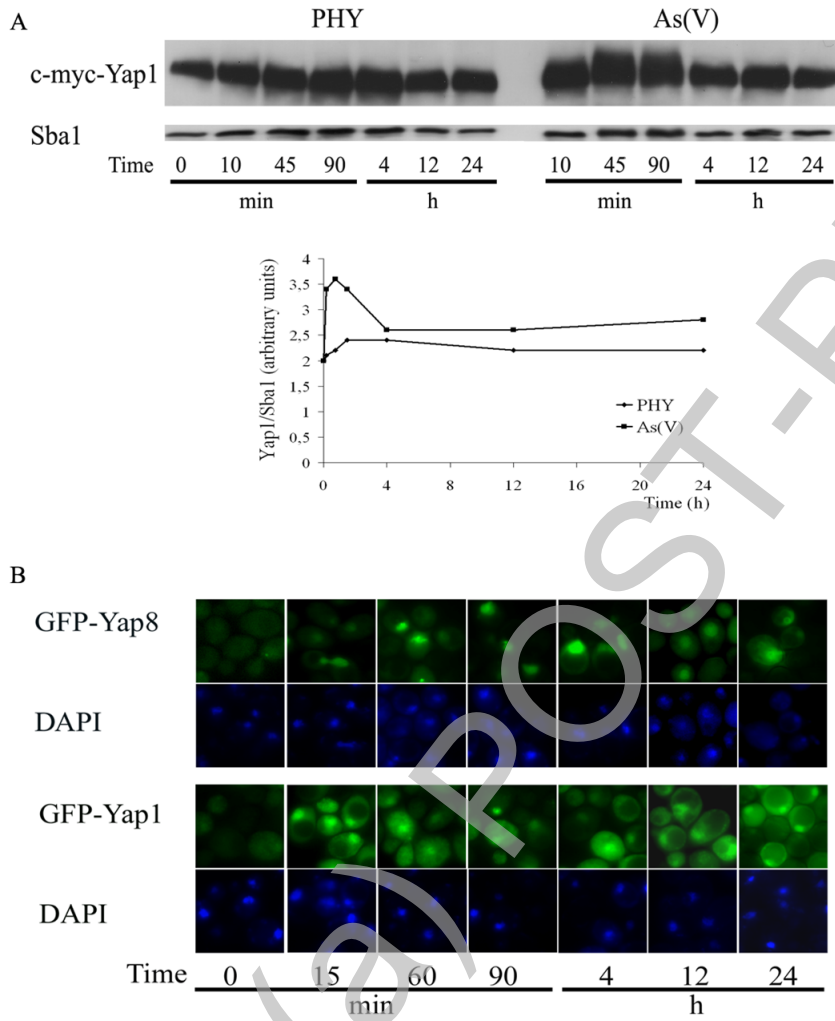 A
PHY As(V)
c-myc-Yap1
Sba1
Time 0 10 45 90 4 12 24 10 45 90 4 12 24
min h min h
Yap1/Sba1 (arbitrary units)
4
3,5
3
2,5
2
1,5
1
0,5
0
0 4 8 12 16 20 24
Time (h)
PHY
As(V)
B
GFP-Yap8
DAPI
GFP-Yap1
DAPI
Time 0 15 60 90 4 12 24
min h
(a) POST-P